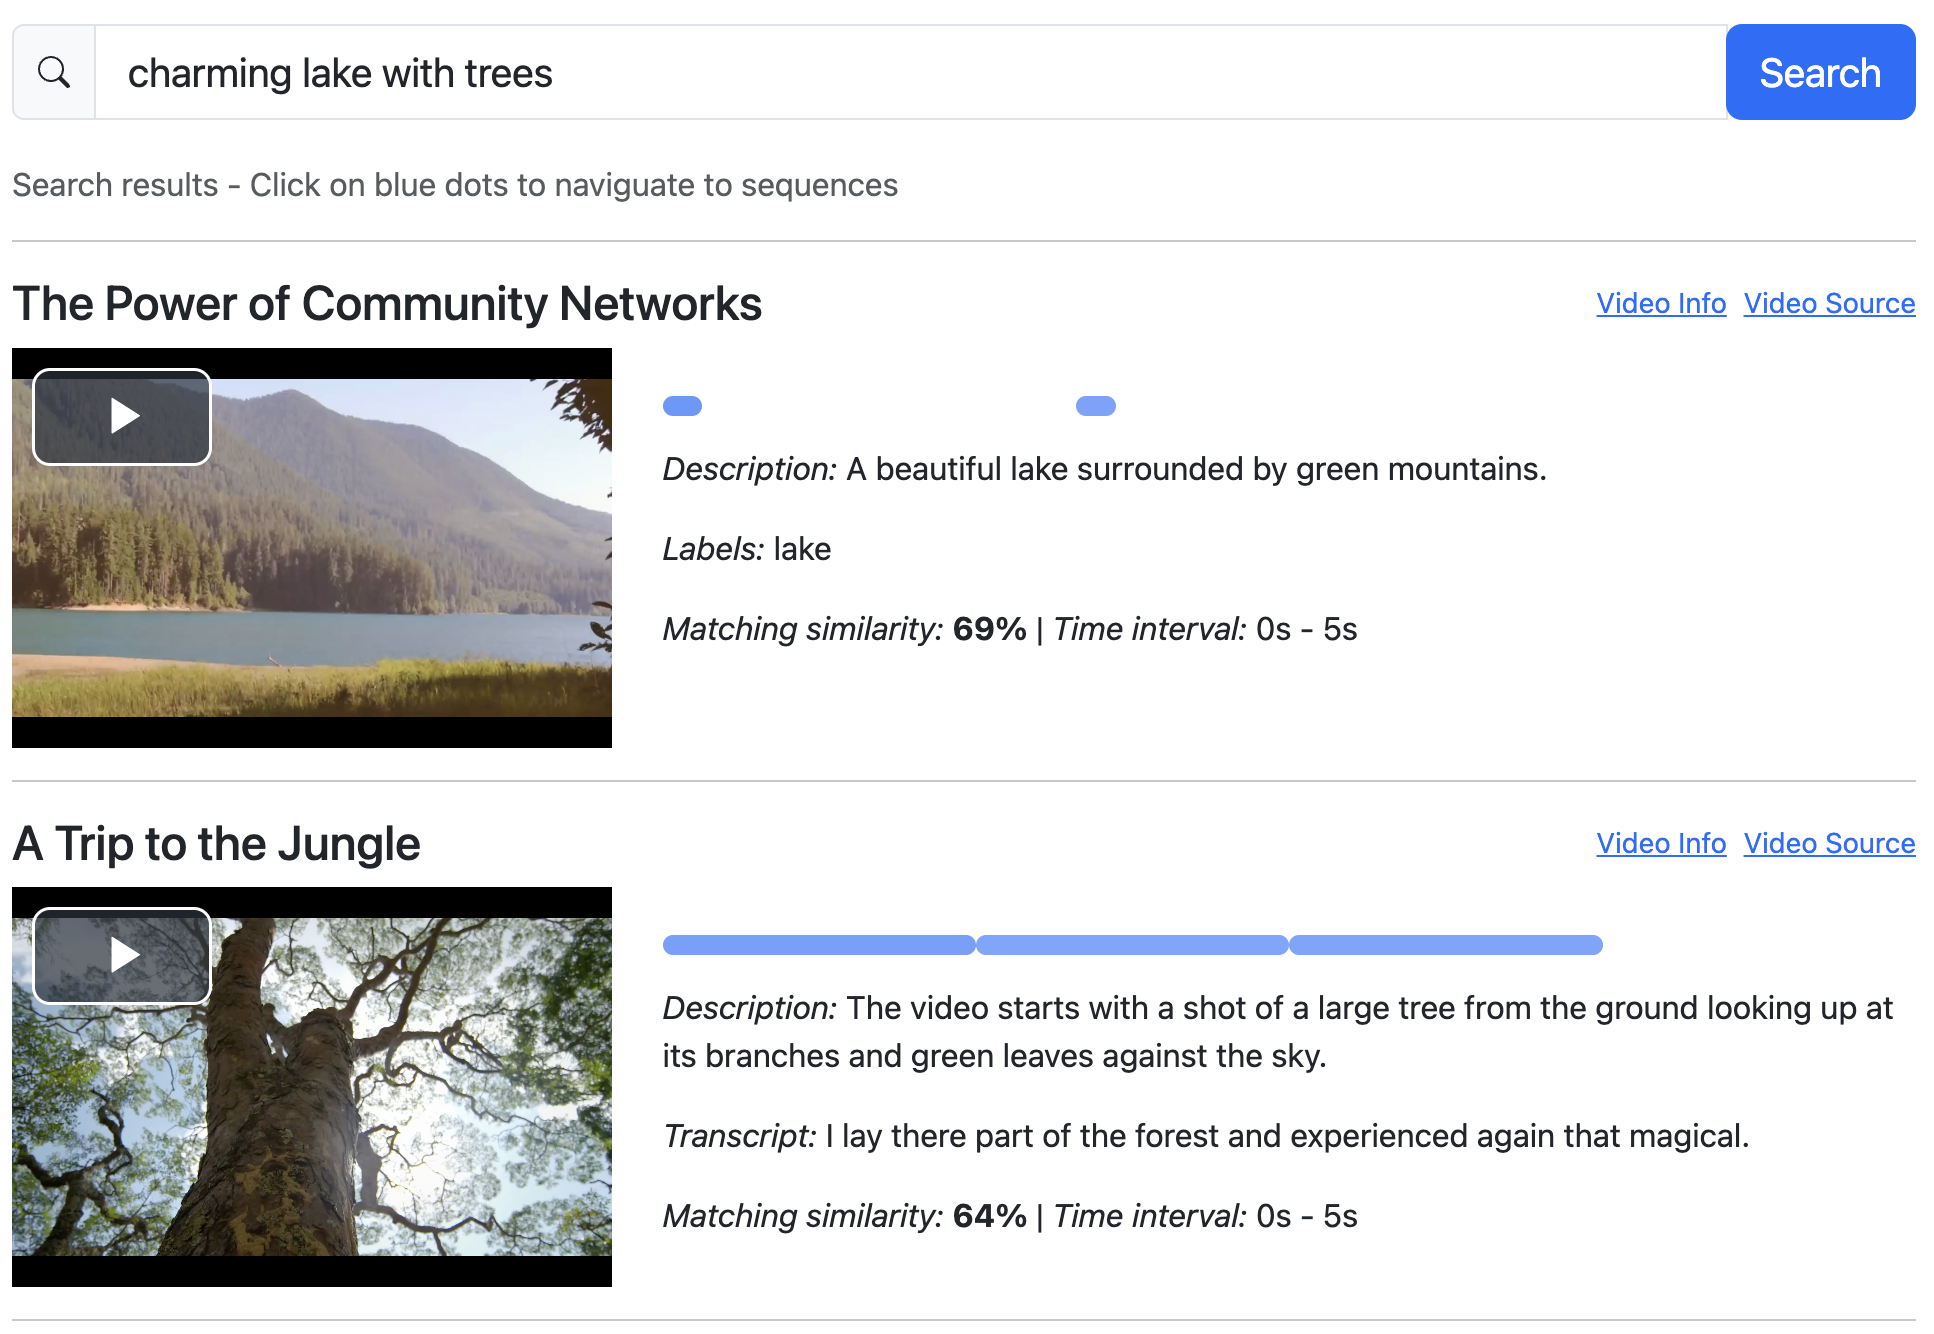 charming lake with trees
Search
Search results - Click on blue dots to naviguate to sequences
The Power of Community Networks
Video Info Video Source
Description: A beautiful lake surrounded by green mountains.
Labels: lake
Matching similarity: 69% | Time interval: 0s - 5s
A Trip to the Jungle
Video Info Video Source
Description: The video starts with a shot of a large tree from the ground looking up at
its branches and green leaves against the sky.
Transcript: I lay there part of the forest and experienced again that magical.
Matching similarity: 64% | Time interval: 0s - 5s